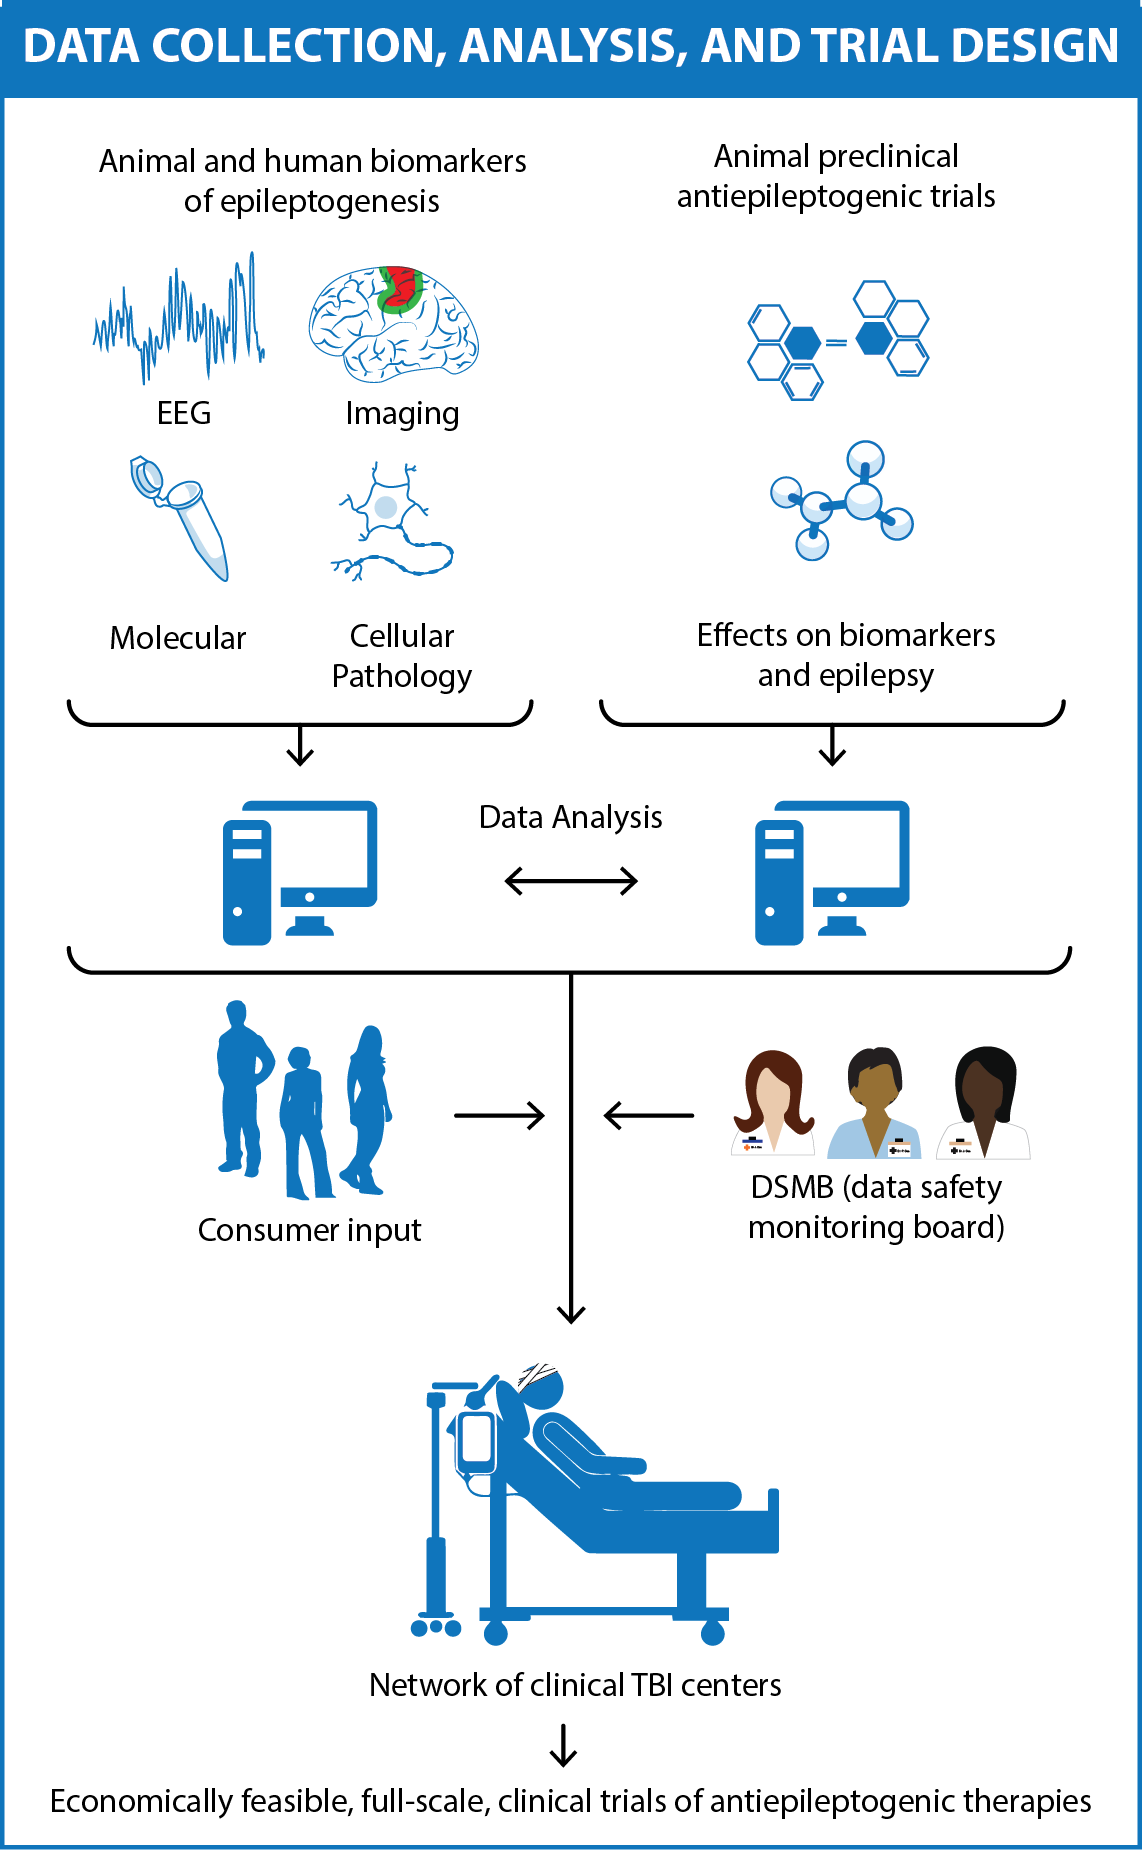 DATA COLLECTION, ANALYSIS, AND TRIAL DESIGN
Animal and human biomarkers
of epileptogenesis
EEG
Imaging
Molecular
Cellular
Pathology
Animal preclinical
antiepileptogenic trials
Effects on biomarkers
and epilepsy
Data Analysis
Consumer input
DSMB (data safety
monitoring board)
Network of clinical TBI centers
Economically feasible, full-scale, clinical trials of antiepileptogenic therapies